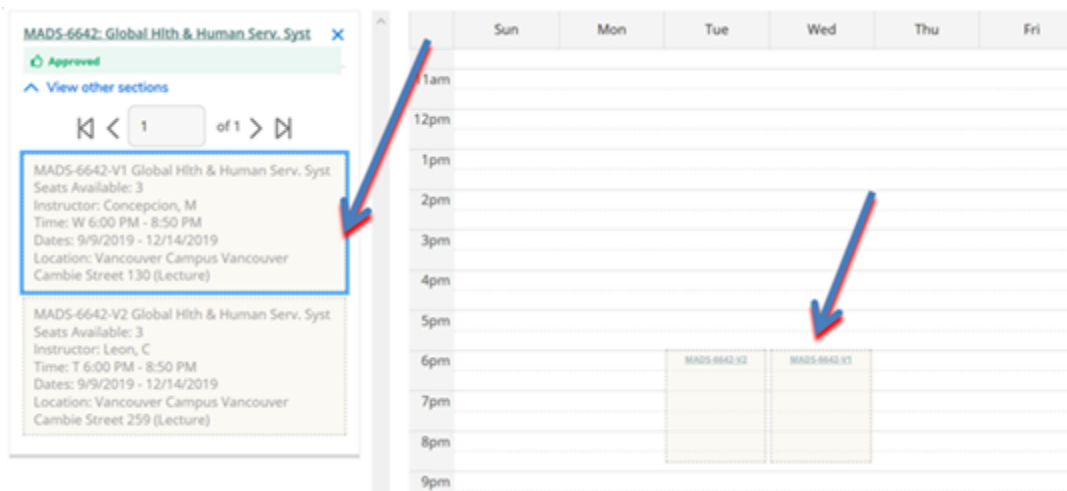 MADS-6642: Global Hlth & Human Serv. Syst
Approved
View other sections
1 of 1
MADS-6642-V1 Global Hlth & Human Serv. Syst
Seats Available: 3
Instructor: Concepcion, M
Time: W 6:00 PM - 8:50 PM
Dates: 9/9/2019 - 12/14/2019
Location: Vancouver Campus Vancouver
Cambie Street 130 (Lecture)
MADS-6642-V2 Global Hlth & Human Serv. Syst
Seats Available: 3
Instructor: Leon, C
Time: T 6:00 PM - 8:50 PM
Dates: 9/9/2019 - 12/14/2019
Location: Vancouver Campus Vancouver
Cambie Street 259 (Lecture)
Sun Mon Tue Wed Thu Fri
11am
12pm
1pm
2pm
3pm
4pm
5pm
6pm MADS-6642-V2 MADS-6642-V1
7pm
8pm
9pm